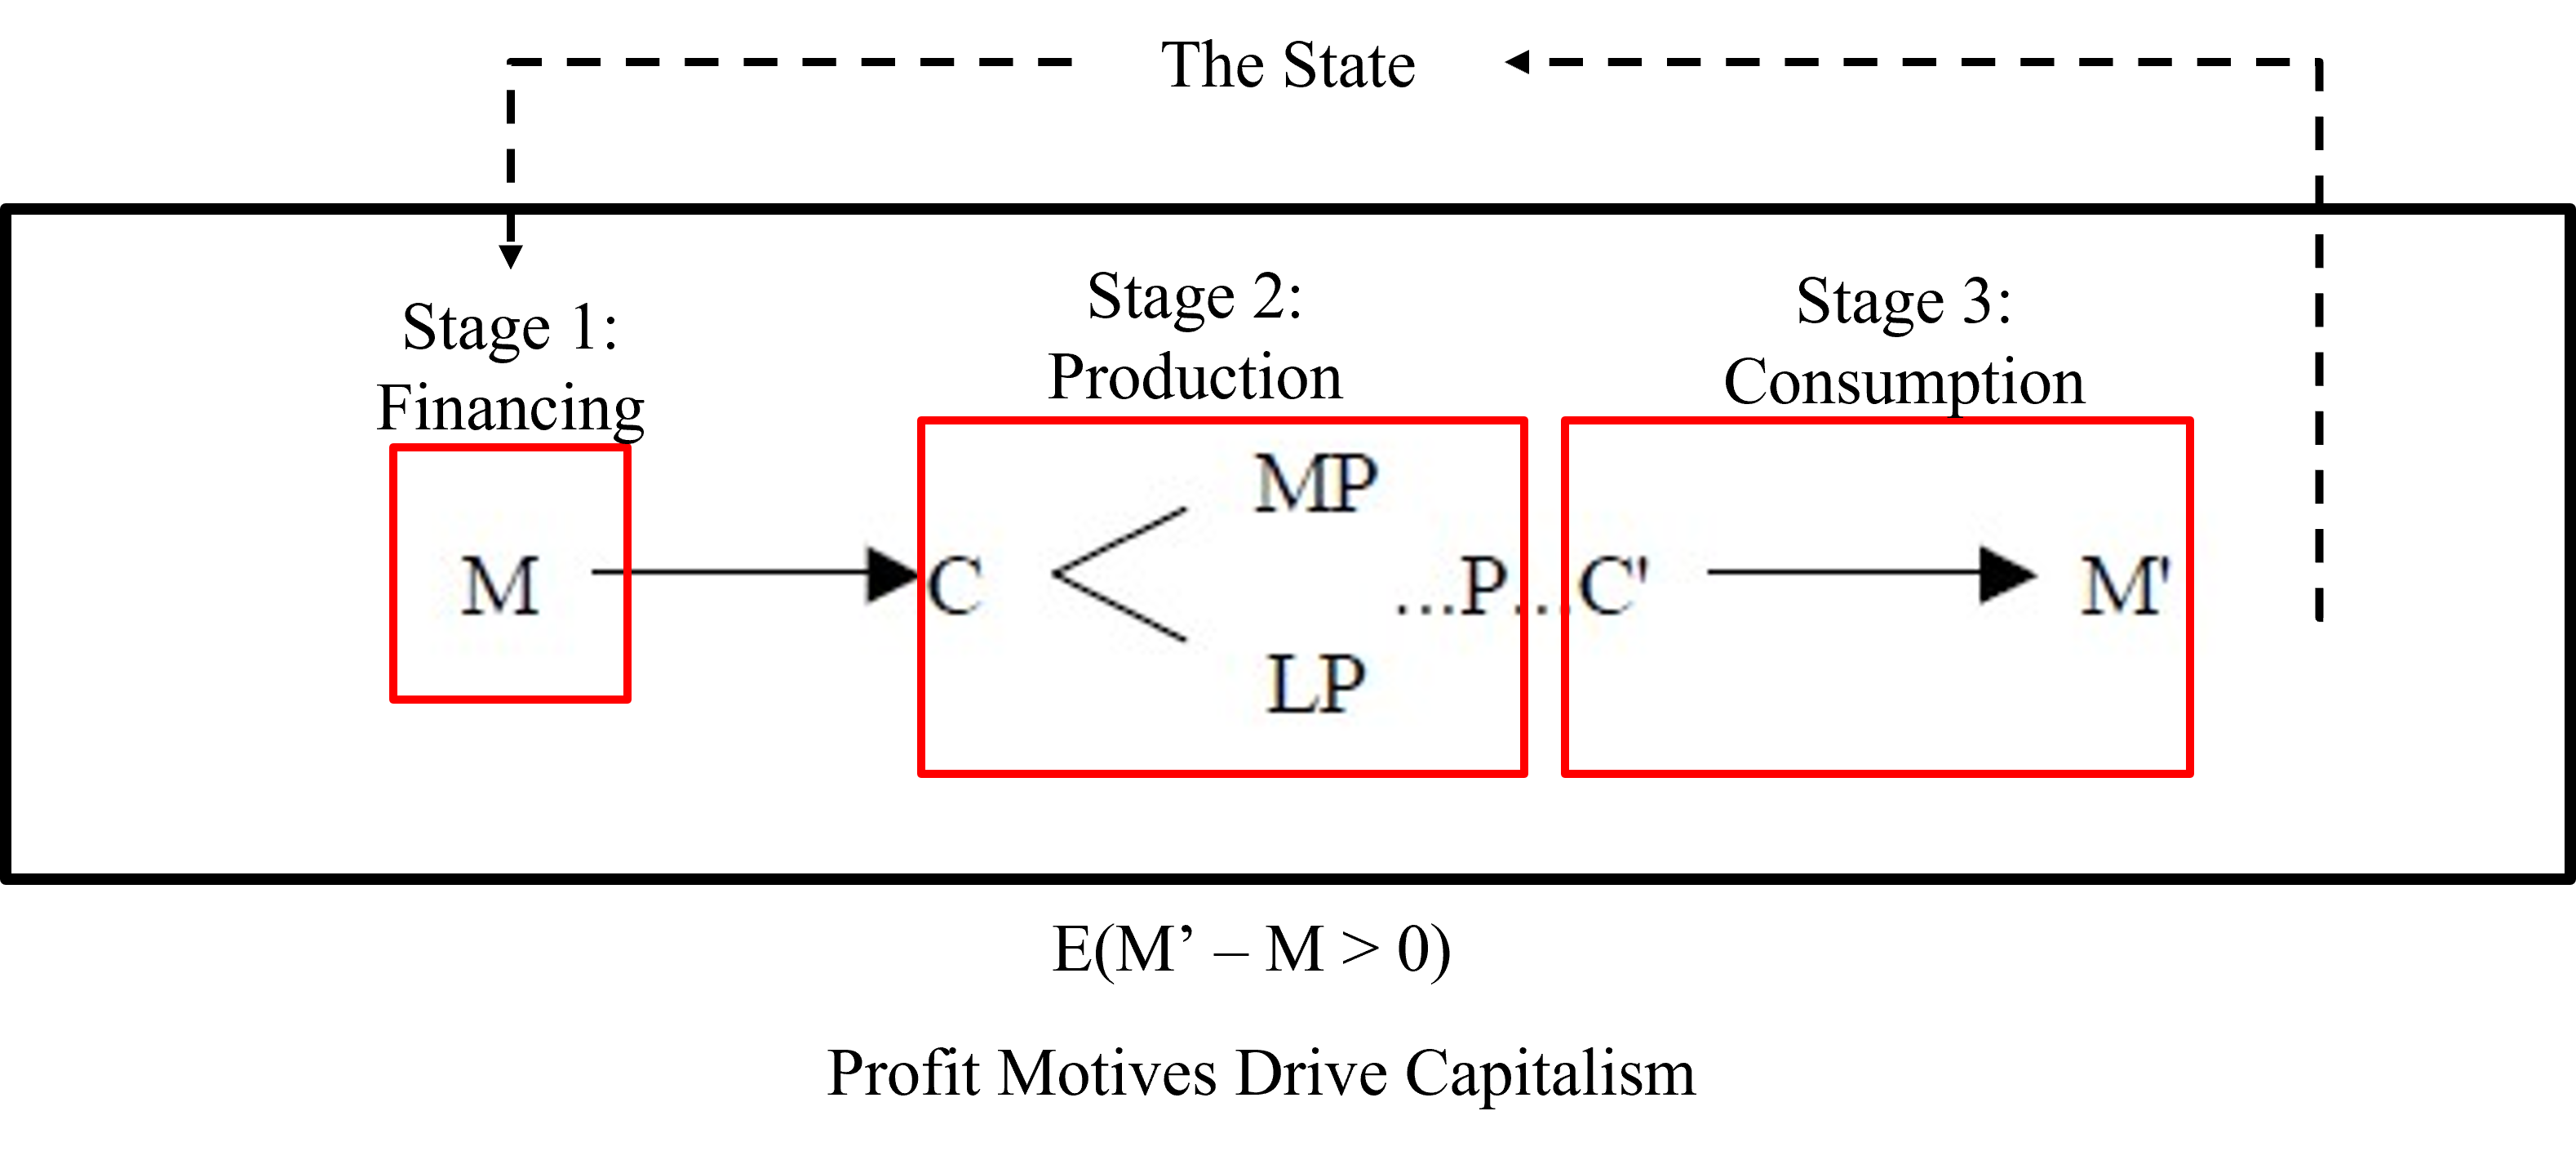 The State
Stage 1:
Financing
Stage 2:
Production
Stage 3:
Consumption
M
C
MP
LP
...P...C'
M'
E(M’ – M > 0)
Profit Motives Drive Capitalism